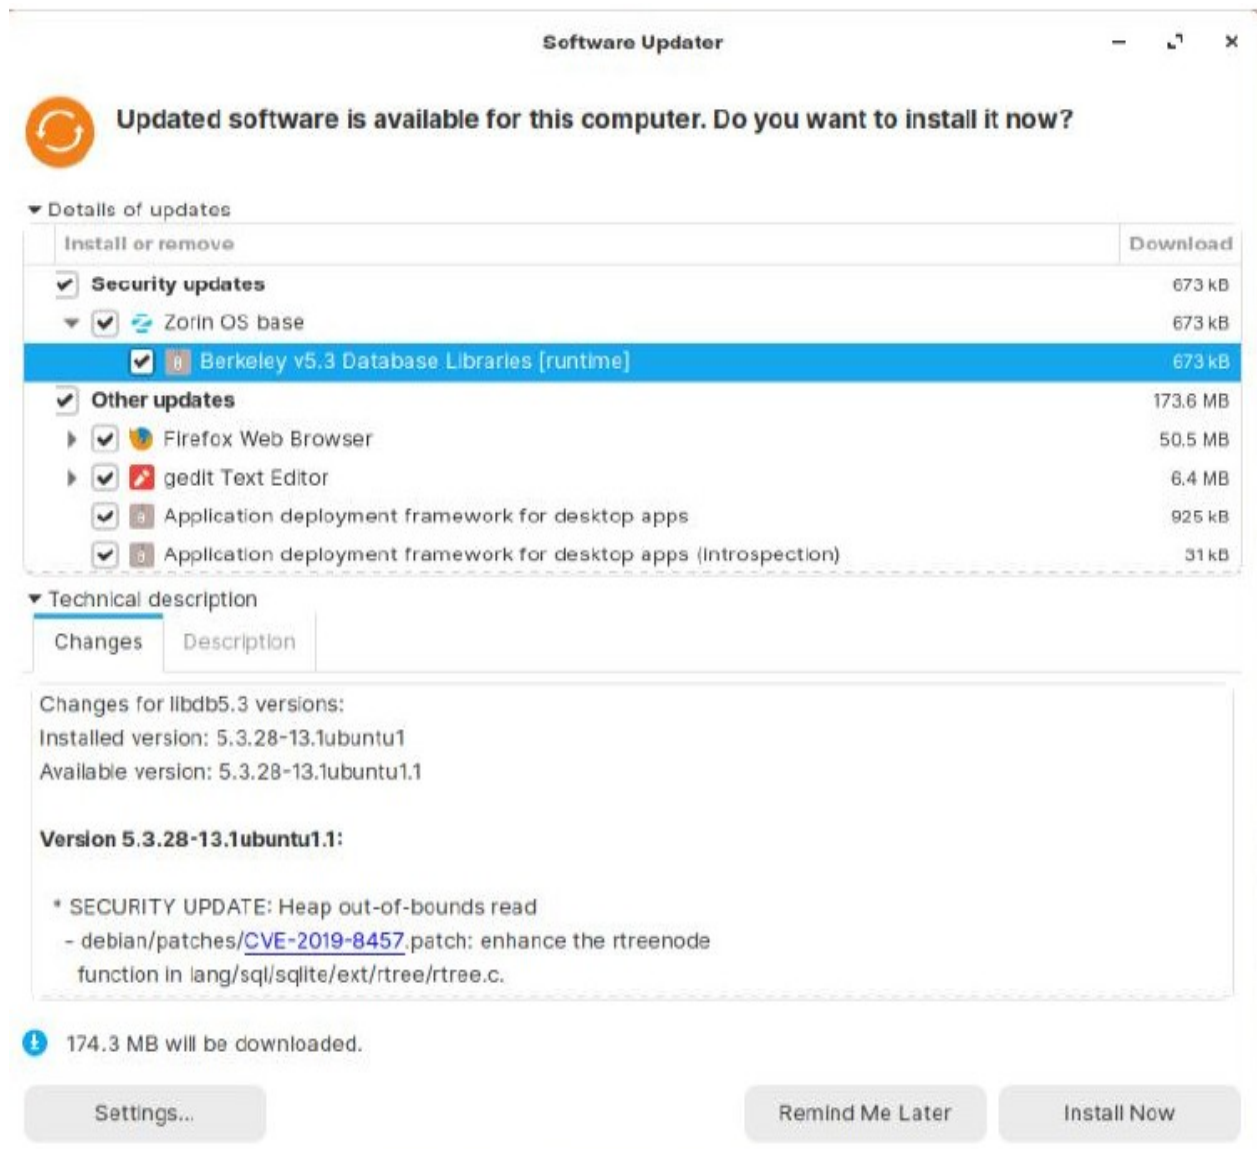 Software Updater
Updated software is available for this computer. Do you want to install it now?
Details of updates
Install or remove Download
Security updates 673 kB
Zorin OS base 673 kB
Berkeley v5.3 Database Libraries [runtime] 673 kB
Other updates 173.6 MB
Firefox Web Browser 50.5 MB
gedit Text Editor 6.4 MB
Application deployment framework for desktop apps 925 kB
Application deployment framework for desktop apps (introspection) 31 kB
Technical description
Changes Description
Changes for libdb5.3 versions:
Installed version: 5.3.28-13.1ubuntu1
Available version: 5.3.28-13.1ubuntu1.1
Version 5.3.28-13.1ubuntu1.1:
* SECURITY UPDATE: Heap out-of-bounds read
- debian/patches/CVE-2019-8457.patch: enhance the rtreenode
function in lang/sql/sqlite/ext/rtree/rtree.c.
174.3 MB will be downloaded.
Settings... Remind Me Later Install Now